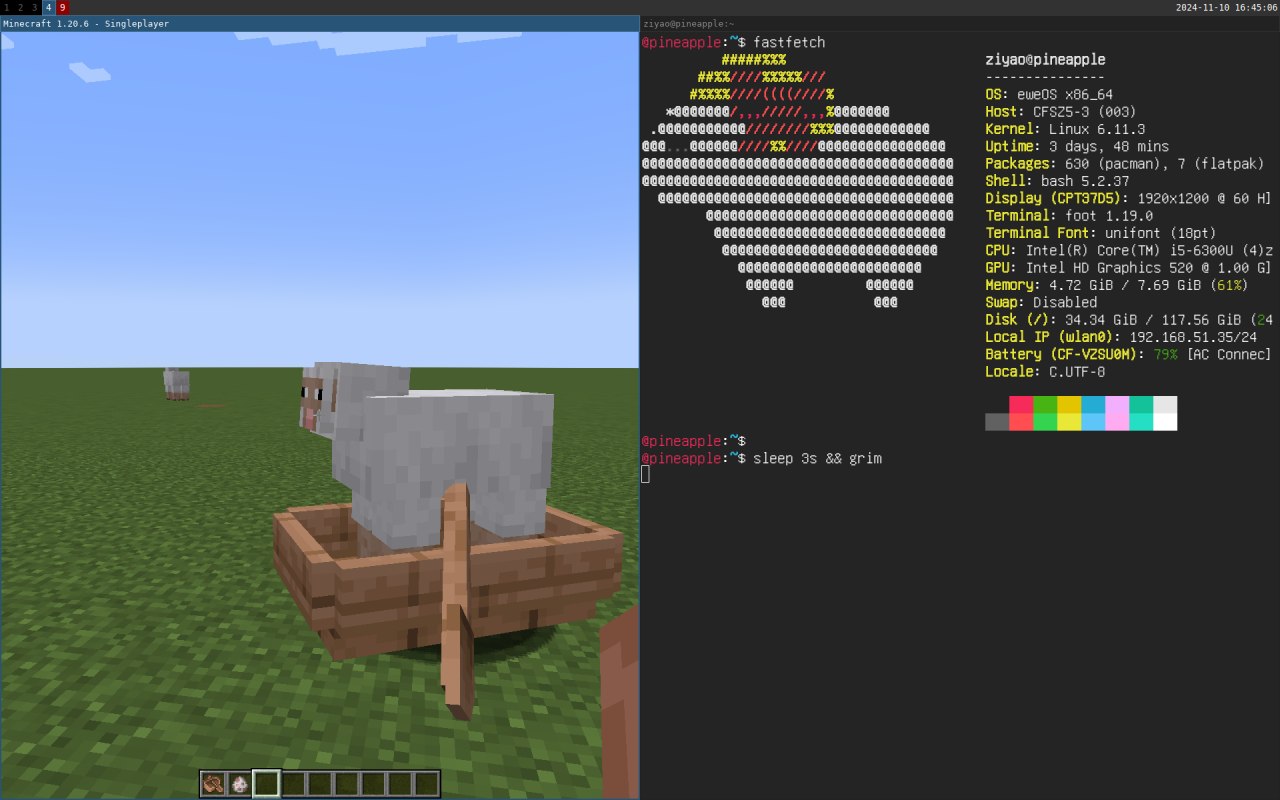 1 2 3 4 9
2024-11-10 16:45:06
Minecraft 1.20.6 - Singleplayer
ziyao@pineapple:~
@pineapple:~$ fastfetch
#####%%%
##%%////%%%%%///
#%%%%////((((////%
*@@@@@@@/,,,/////,,,%@@@@@@@
.@@@@@@@@@@@////////%%%@@@@@@@@@@@@
@@@...@@@@@@////%%////@@@@@@@@@@@@@@@@
@@@@@@@@@@@@@@@@@@@@@@@@@@@@@@@@@@@@@@@
@@@@@@@@@@@@@@@@@@@@@@@@@@@@@@@@@@@@@@@
@@@@@@@@@@@@@@@@@@@@@@@@@@@@@@@@@@@@@
@@@@@@@@@@@@@@@@@@@@@@@@@@@@@@@
@@@@@@@@@@@@@@@@@@@@@@@@@@@@@
@@@@@@@@@@@@@@@@@@@@@@@@@@@
@@@@@@@@@@@@@@@@@@@@@@@
@@@@@@ @@@@@@
@@@ @@@
ziyao@pineapple
---------------
OS: eweOS x86_64
Host: CFSZ5-3 (003)
Kernel: Linux 6.11.3
Uptime: 3 days, 48 mins
Packages: 630 (pacman), 7 (flatpak)
Shell: bash 5.2.37
Display (CPT37D5): 1920x1200 @ 60 H]
Terminal: foot 1.19.0
Terminal Font: unifont (18pt)
CPU: Intel(R) Core(TM) i5-6300U (4)z
GPU: Intel HD Graphics 520 @ 1.00 G]
Memory: 4.72 GiB / 7.69 GiB (61%)
Swap: Disabled
Disk (/): 34.34 GiB / 117.56 GiB (24
Local IP (wlan0): 192.168.51.35/24
Battery (CF-VZSU0M): 79% [AC Connec]
Locale: C.UTF-8
@pineapple:~$
@pineapple:~$ sleep 3s && grim